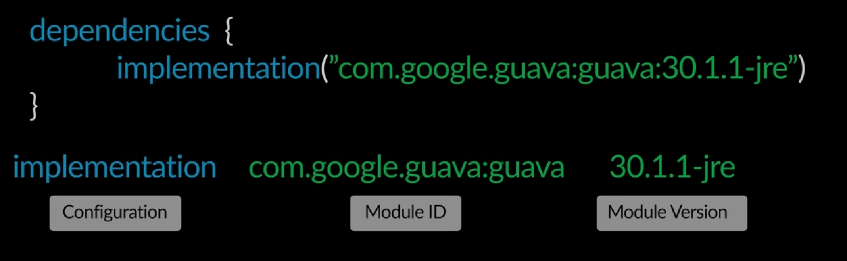 dependencies {
implementation(”com.google.guava:guava:30.1.1-jre”)
}
implementation com.google.guava:guava 30.1.1-jre
Configuration Module ID Module Version